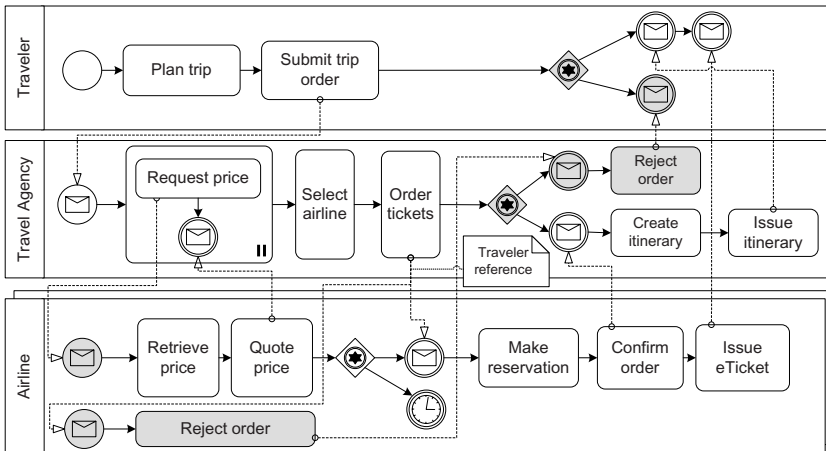 Traveler
Plan trip
Submit trip
order
Travel Agency
Request price
Select
airline
Order
tickets
Reject
order
Create
itinerary
Issue
itinerary
Traveler
reference
Airline
Retrieve
price
Quote
price
Make
reservation
Confirm
order
Issue
eTicket
Reject order